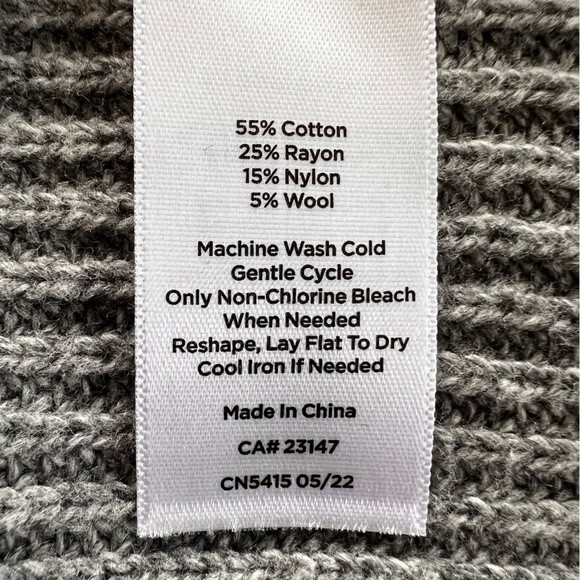 55% Cotton
25% Rayon
15% Nylon
5% Wool
Machine Wash Cold
Gentle Cycle
Only Non-Chlorine Bleach
When Needed
Reshape, Lay Flat To Dry
Cool Iron If Needed
Made In China
CA# 23147
CN5415 05/22